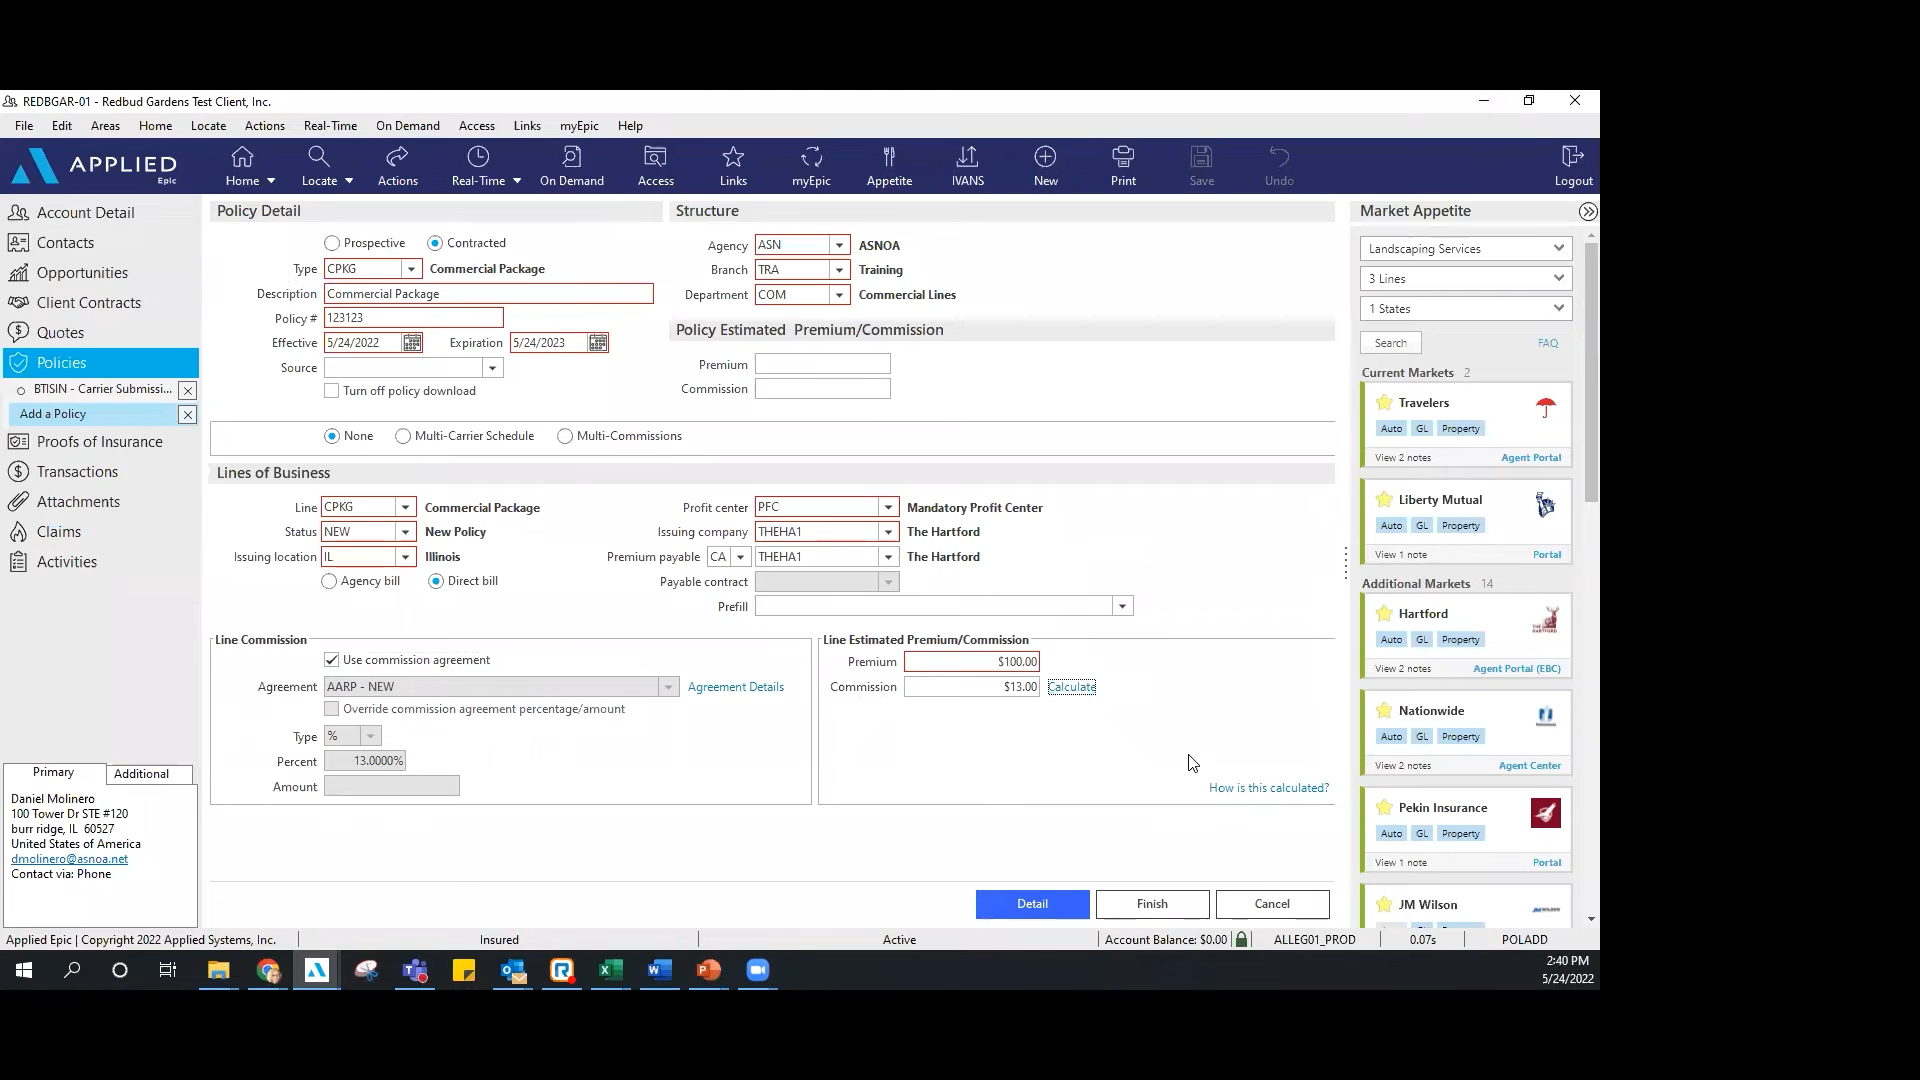 REDBGAR-01 - Redbud Gardens Test Client, Inc.
File Edit Areas Home Locate Actions Real-Time On Demand Access Links myEpic Help
APPLIED
Epic
Home Locate Actions Real-Time On Demand Access Links myEpic Appetite IVANS New Print Save Undo Logout
Account Detail
Contacts
Opportunities
Client Contracts
Quotes
Policies
BTISIN - Carrier Submissi...
Add a Policy
Proofs of Insurance
Transactions
Attachments
Claims
Activities
Primary Additional
Daniel Molinero
100 Tower Dr STE #120
burr ridge, IL 60527
United States of America
dmolinero@asnoa.net
Contact via: Phone
Policy Detail
Prospective Contracted
Type CPKG Commercial Package
Description Commercial Package
Policy # 123123
Effective 5/24/2022 Expiration 5/24/2023
Source
Turn off policy download
Structure
Agency ASN ASNOA
Branch TRA Training
Department COM Commercial Lines
Policy Estimated Premium/Commission
Premium
Commission
None Multi-Carrier Schedule Multi-Commissions
Lines of Business
Line CPKG Commercial Package
Status NEW New Policy
Issuing location IL Illinois
Agency bill Direct bill
Profit center PFC Mandatory Profit Center
Issuing company THEHA1 The Hartford
Premium payable CA THEHA1 The Hartford
Payable contract
Prefill
Line Commission
Use commission agreement
Agreement AARP - NEW Agreement Details
Override commission agreement percentage/amount
Type %
Percent 13.0000%
Amount
Line Estimated Premium/Commission
Premium $100.00
Commission $13.00 Calculate
How is this calculated?
Detail Finish Cancel
Market Appetite
Landscaping Services
3 Lines
1 States
Search FAQ
Current Markets 2
Travelers
Auto GL Property
View 2 notes Agent Portal
Liberty Mutual
Auto GL Property
View 1 note Portal
Additional Markets 14
Hartford
THE HARTFORD
Auto GL Property
View 2 notes Agent Portal (EBC)
Nationwide
Auto GL Property
View 2 notes Agent Center
Pekin Insurance
Auto GL Property
View 1 note Portal
JM Wilson
Applied Epic | Copyright 2022 Applied Systems, Inc. Insured Active Account Balance: $0.00 ALLEG01_PROD 0.07s POLADD
2:40 PM
5/24/2022